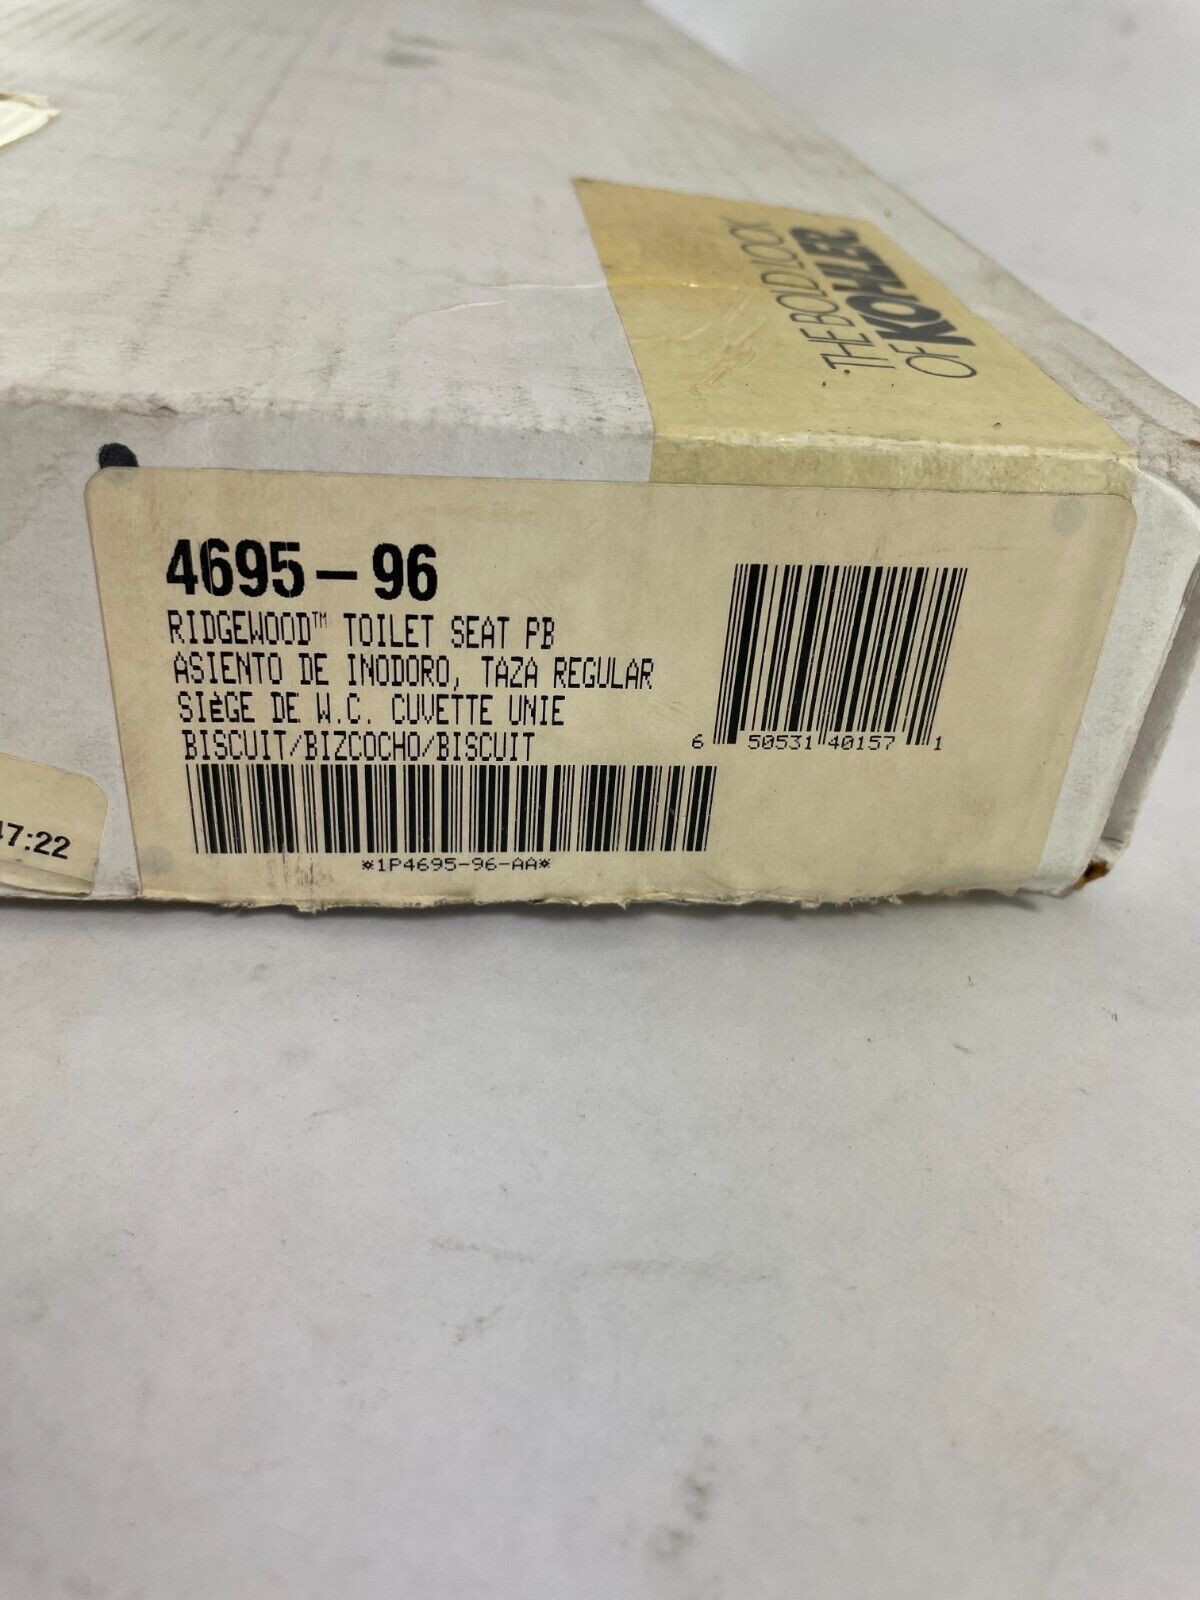 THE BOLD LOOK
OF KOHLER®
4695-96
RIDGEWOOD™ TOILET SEAT PB
ASIENTO DE INODORO, TAZA REGULAR
SIèGE DE W.C. CUVETTE UNIE
BISCUIT/BIZCOCHO/BISCUIT
6 50531 40157 1
*1P4695-96-AA*
47:22